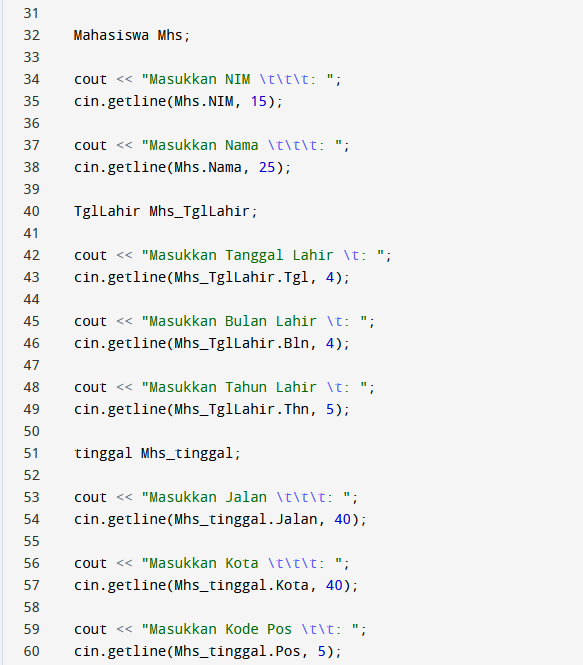 31
32 Mahasiswa Mhs;
33
34 cout << "Masukkan NIM \t\t\t: ";
35 cin.getline(Mhs.NIM, 15);
36
37 cout << "Masukkan Nama \t\t\t: ";
38 cin.getline(Mhs.Nama, 25);
39
40 TglLahir Mhs_TglLahir;
41
42 cout << "Masukkan Tanggal Lahir \t: ";
43 cin.getline(Mhs_TglLahir.Tgl, 4);
44
45 cout << "Masukkan Bulan Lahir \t: ";
46 cin.getline(Mhs_TglLahir.Bln, 4);
47
48 cout << "Masukkan Tahun Lahir \t: ";
49 cin.getline(Mhs_TglLahir.Thn, 5);
50
51 tinggal Mhs_tinggal;
52
53 cout << "Masukkan Jalan \t\t\t: ";
54 cin.getline(Mhs_tinggal.Jalan, 40);
55
56 cout << "Masukkan Kota \t\t\t: ";
57 cin.getline(Mhs_tinggal.Kota, 40);
58
59 cout << "Masukkan Kode Pos \t\t: ";
60 cin.getline(Mhs_tinggal.Pos, 5);